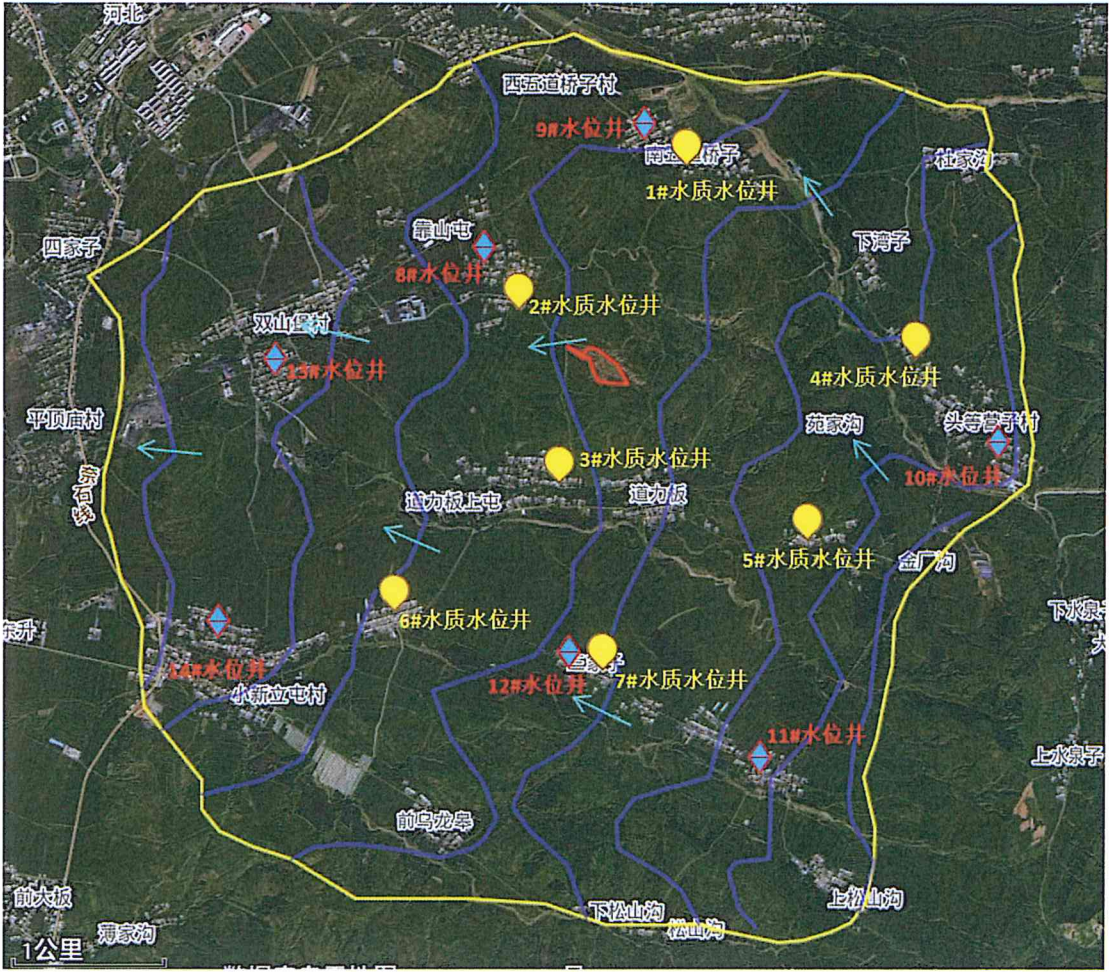 河北
西五道桥子村
9#水位井
1#水质水位井
杜家沟
四家子
靠山屯
下湾子
8#水位井
2#水质水位井
双山堡村
13#水位井
4#水质水位井
平顶庙村
苑家沟
头等营子村
3#水质水位井
10#水位井
道力板上屯
道力板
5#水质水位井
金广沟
6#水质水位井
下水泉子
东升
14#水位井
12#水位井
7#水质水位井
小新立屯村
11#水位井
上水泉子
前乌龙皋
前大板
下松山沟
上松山沟
薄家沟
松山沟
1公里